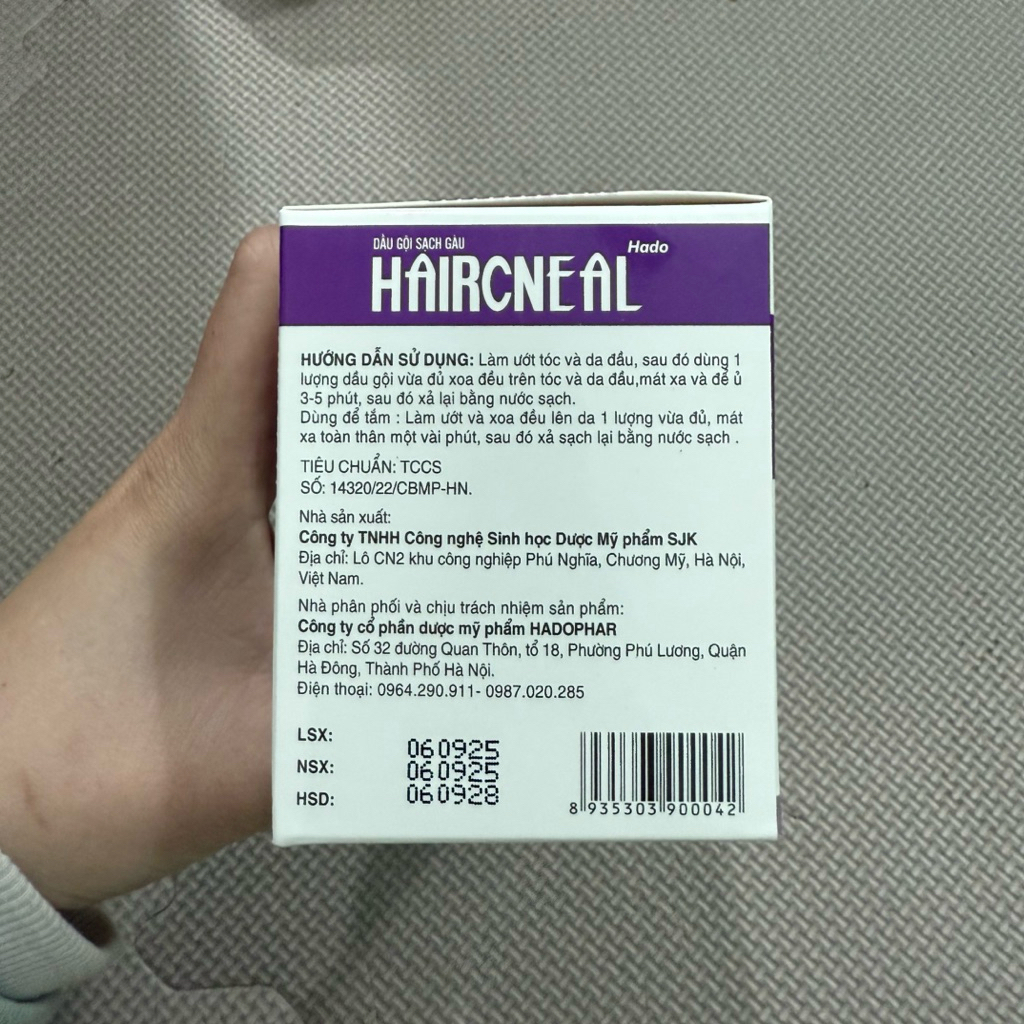 DẦU GỘI SẠCH GÀU
Hado
HAIRCNEAL
HƯỚNG DẪN SỬ DỤNG: Làm ướt tóc và da đầu, sau đó dùng 1
lượng dầu gội vừa đủ xoa đều trên tóc và da đầu,mát xa và để ủ
3-5 phút, sau đó xả lại bằng nước sạch.
Dùng để tắm : Làm ướt và xoa đều lên da 1 lượng vừa đủ, mát
xa toàn thân một vài phút, sau đó xả sạch lại bằng nước sạch .
TIÊU CHUẨN: TCCS
SỐ: 14320/22/CBMP-HN.
Nhà sản xuất:
Công ty TNHH Công nghệ Sinh học Dược Mỹ phẩm SJK
Địa chỉ: Lô CN2 khu công nghiệp Phú Nghĩa, Chương Mỹ, Hà Nội,
Việt Nam.
Nhà phân phối và chịu trách nhiệm sản phẩm:
Công ty cổ phần dược mỹ phẩm HADOPHAR
Địa chỉ: Số 32 đường Quan Thôn, tổ 18, Phường Phú Lương, Quận
Hà Đông, Thành Phố Hà Nội.
Điện thoại: 0964.290.911- 0987.020.285
LSX: 060925
NSX: 060925
HSD: 060928
8 935303 900042